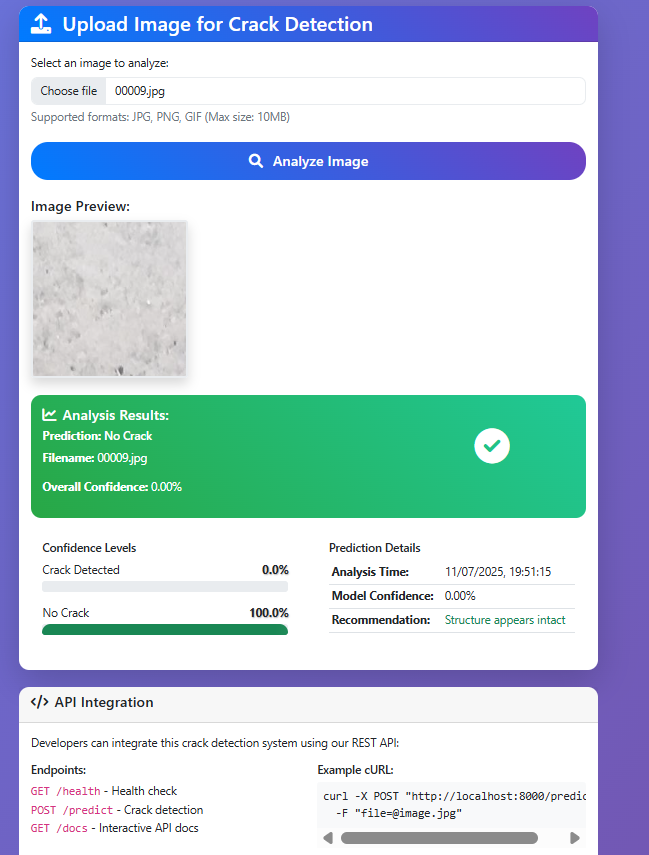 Upload Image for Crack Detection
Select an image to analyze:
Choose file 00009.jpg
Supported formats: JPG, PNG, GIF (Max size: 10MB)
Analyze Image
Image Preview:
Analysis Results:
Prediction: No Crack
Filename: 00009.jpg
Overall Confidence: 0.00%
Confidence Levels
Crack Detected 0.0%
No Crack 100.0%
Prediction Details
Analysis Time: 11/07/2025, 19:51:15
Model Confidence: 0.00%
Recommendation: Structure appears intact
</> API Integration
Developers can integrate this crack detection system using our REST API:
Endpoints:
GET /health - Health check
POST /predict - Crack detection
GET /docs - Interactive API docs
Example cURL:
curl -X POST "http://localhost:8000/predic
-F "file=@image.jpg"